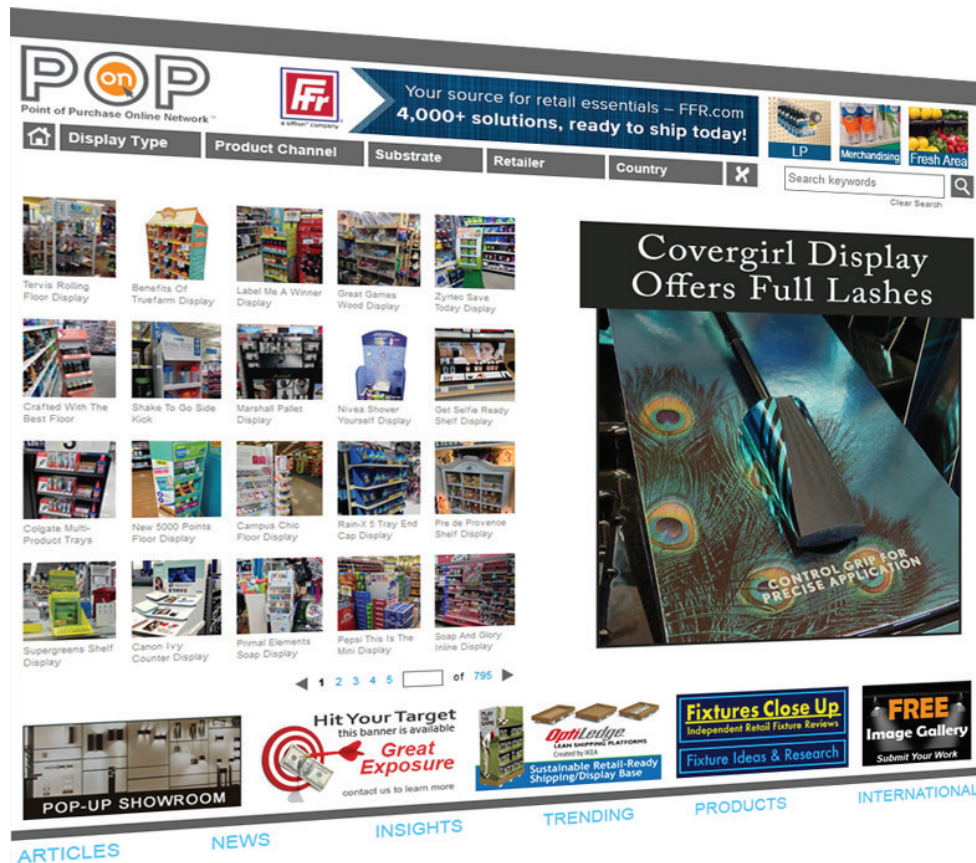 POP
on
Point of Purchase Online Network™
FFr
a siffron® company
Your source for retail essentials – FFR.com
4,000+ solutions, ready to ship today!
LP
Merchandising
Fresh Area
Display Type
Product Channel
Substrate
Retailer
Country
Search keywords
Clear Search
Tervis Rolling
Floor Display
Benefits Of
Truefarm Display
Label Me A Winner
Display
Great Games
Wood Display
Zyrtec Save
Today Display
Crafted With The
Best Floor
Shake To Go Side
Kick
Marshall Pallet
Display
Nivea Shower
Yourself Display
Get Selfie Ready
Shelf Display
Colgate Multi-
Product Trays
New 5000 Points
Floor Display
Campus Chic
Floor Display
Rain-X 5 Tray End
Cap Display
Pre de Provence
Shelf Display
Supergreens Shelf
Display
Canon Ivy
Counter Display
Primal Elements
Soap Display
Pepsi This Is The
Mini Display
Soap And Glory
Inline Display
1 2 3 4 5 of 795
Covergirl Display
Offers Full Lashes
CONTROL GRIP FOR
PRECISE APPLICATION
POP-UP SHOWROOM
Hit Your Target
this banner is available
Great
Exposure
contact us to learn more
OptiLedge
LEAN SHIPPING PLATFORMS
Created by IKEA
Sustainable Retail-Ready
Shipping/Display Base
Fixtures Close Up
Independent Retail Fixture Reviews
Fixture Ideas & Research
FREE
Image Gallery
Submit Your Work
ARTICLES
NEWS
INSIGHTS
TRENDING
PRODUCTS
INTERNATIONAL